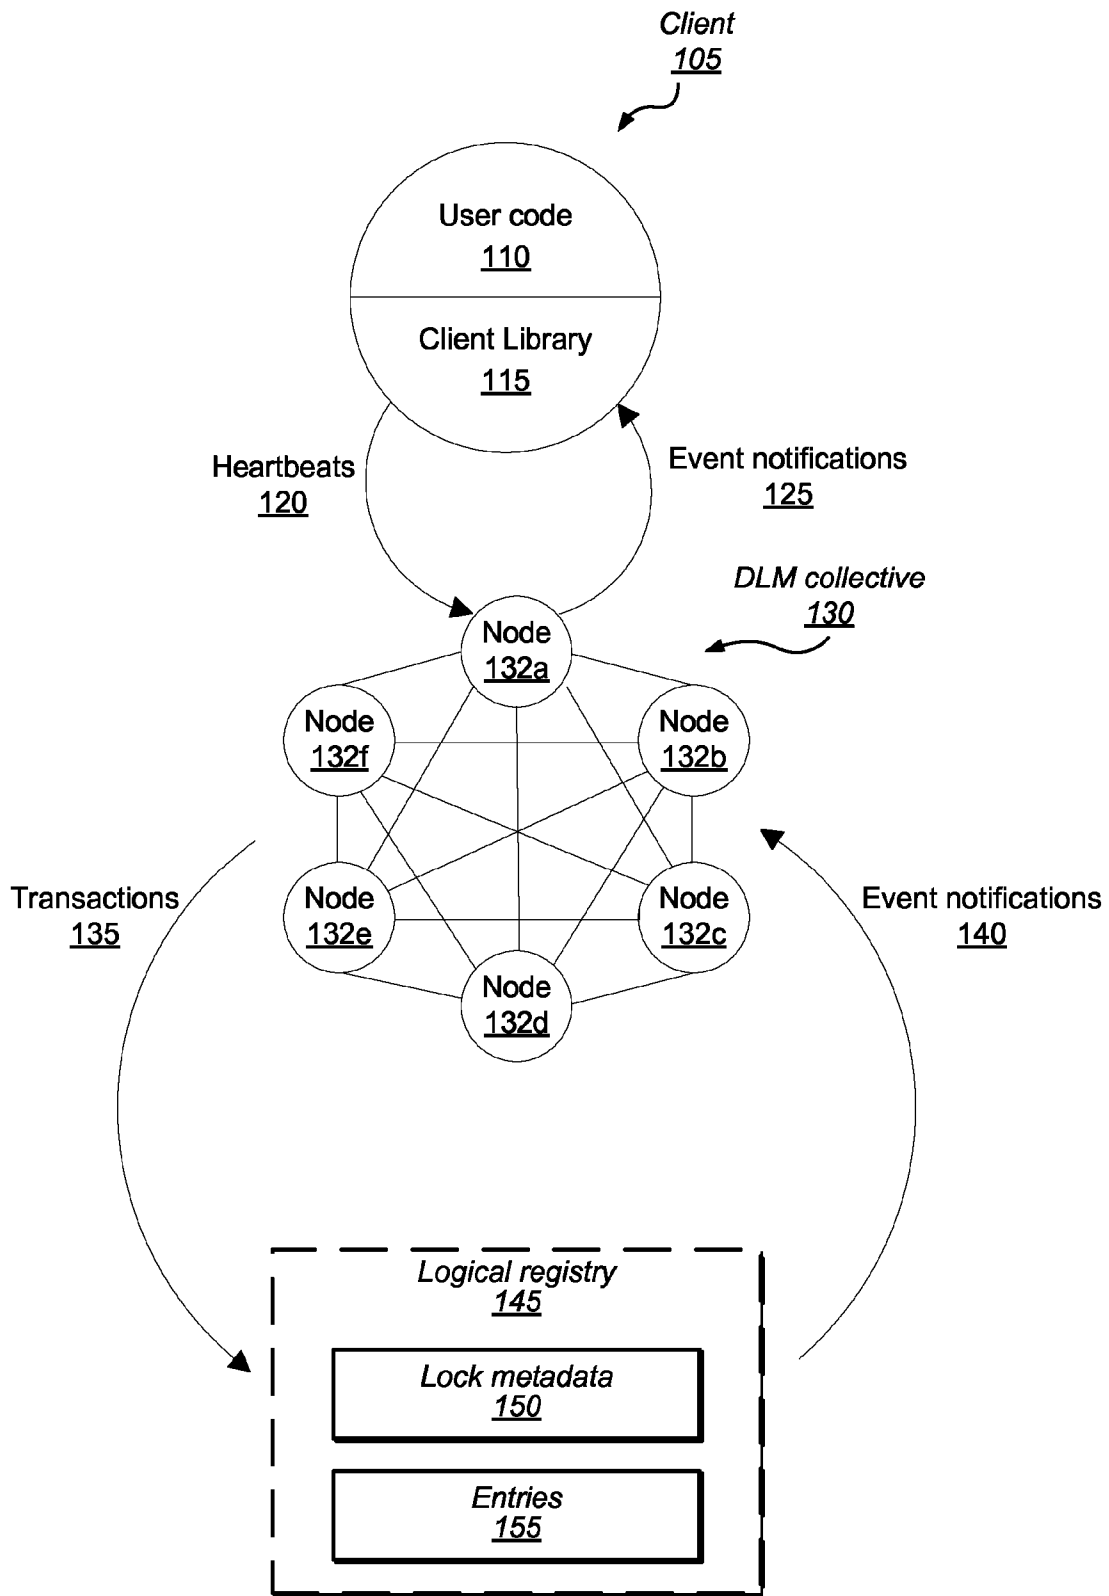 Client
105
User code
110
Client Library
115
Heartbeats
120
Event notifications
125
DLM collective
130
Node
132a
Node
132f
Node
132b
Transactions
135
Node
132e
Node
132c
Event notifications
140
Node
132d
Logical registry
145
Lock metadata
150
Entries
155